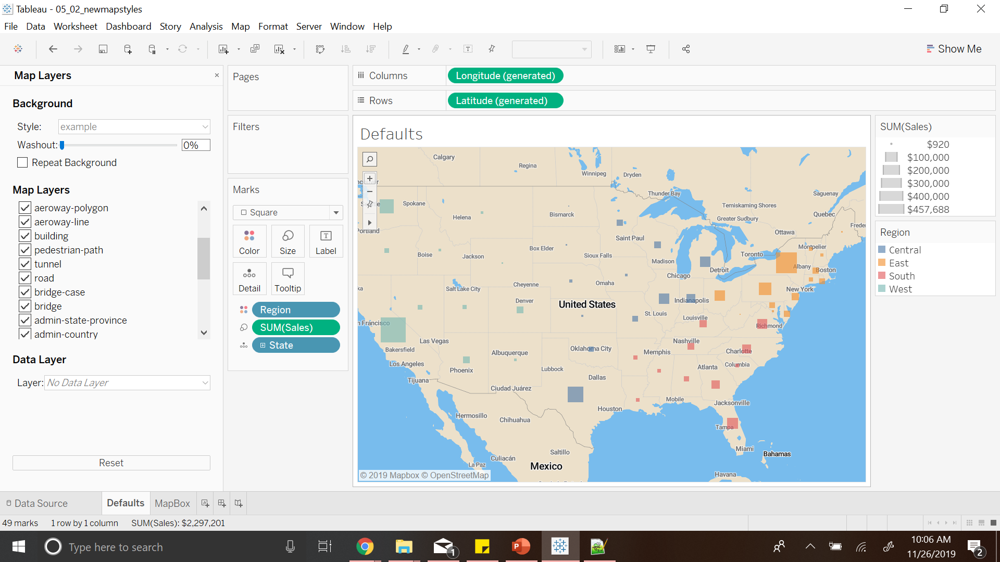 Tableau - 05_02_newmapstyles
File Data Worksheet Dashboard Story Analysis Map Format Server Window Help
Show Me
Map Layers
Background
Style: example
Washout: 0%
Repeat Background
Map Layers
aeroway-polygon
aeroway-line
building
pedestrian-path
tunnel
road
bridge-case
bridge
admin-state-province
admin-country
Data Layer
Layer: No Data Layer
Reset
Pages
Filters
Marks
Square
Color Size Label
Detail Tooltip
Region
SUM(Sales)
State
Columns Longitude (generated)
Rows Latitude (generated)
Defaults
Calgary
Regina
Winnipeg
Dryden
Thunder Bay
Saguenay
Spokane
Temiskaming Shores
Helena
Bismarck
Quebec
Greater Sudbury
Portland
Ottawa
Saint Paul
Montpelier
Box Elder
Boise
Jackson
Sioux Falls
Toronto
Madison
Albany
Detroit
Boston
Chicago
Omaha
Cheyenne
Salt Lake City
New York
Denver
United States
Indianapolis
St. Louis
Louisville
n Francisco
Richmond
Las Vegas
Nashville
Bakersfield
Oklahoma City
Memphis
Charlotte
Albuquerque
Los Angeles
Columbia
Phoenix
Lubbock
Atlanta
Dallas
Tijuana
Ciudad Juárez
Mobile
Jacksonville
Houston
Hermosillo
Chihuahua
Tampa
Miami
Saltillo
Bahamas
Culiacán
La Paz
Mexico
Havana
© 2019 Mapbox © OpenStreetMap
SUM(Sales)
$920
$100,000
$200,000
$300,000
$400,000
$457,688
Region
Central
East
South
West
Data Source Defaults MapBox
49 marks 1 row by 1 column SUM(Sales): $2,297,201
Type here to search
1
10:06 AM
11/26/2019
2